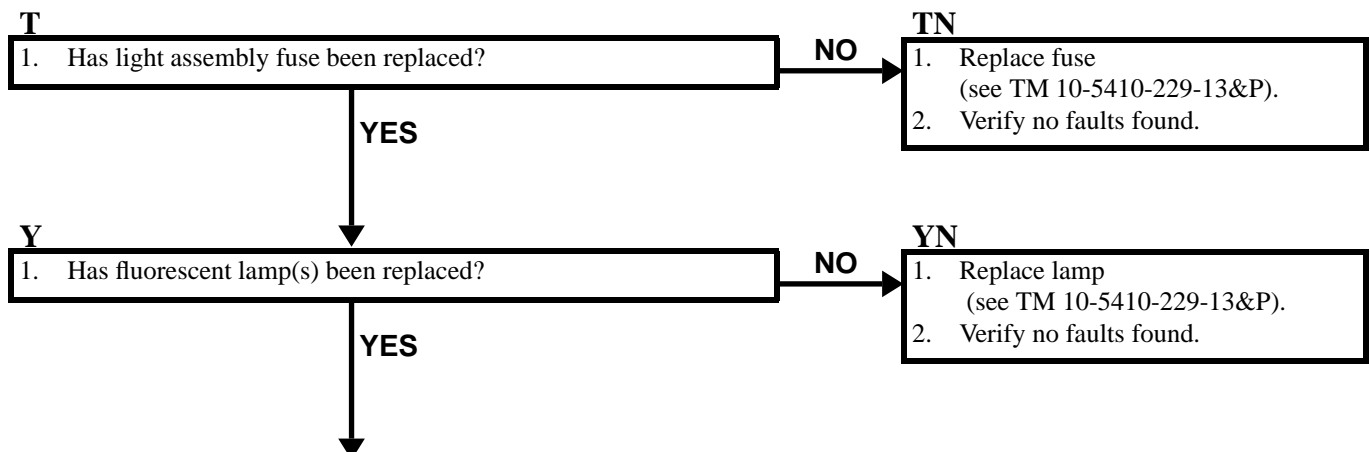 T
1. Has light assembly fuse been replaced?
NO
TN
1. Replace fuse
(see TM 10-5410-229-13&P).
2. Verify no faults found.
YES
Y
1. Has fluorescent lamp(s) been replaced?
NO
YN
1. Replace lamp
(see TM 10-5410-229-13&P).
2. Verify no faults found.
YES